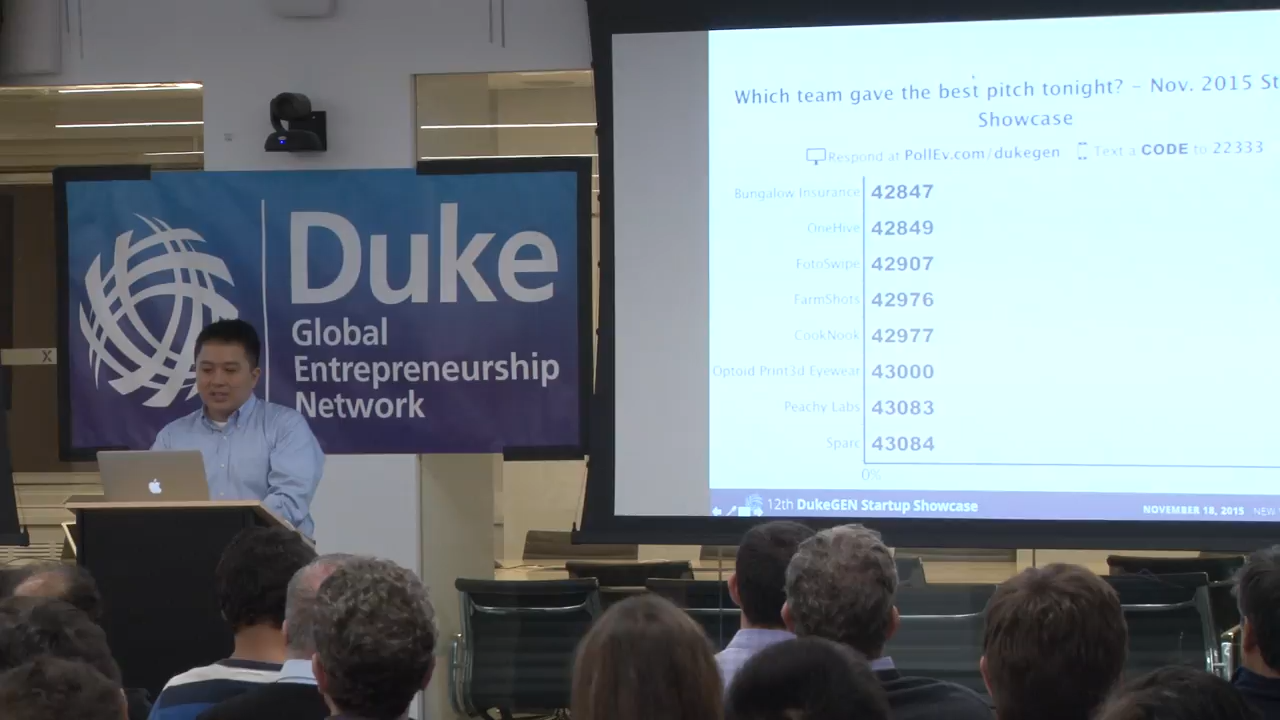 Duke
Global
Entrepreneurship
Network
X
Which team gave the best pitch tonight? – Nov. 2015 St
Showcase
Respond at PollEv.com/dukegen Text a CODE to 22333
Bungalow Insurance 42847
OneHive 42849
FotoSwipe 42907
FarmShots 42976
CookNook 42977
Optoid Print3d Eyewear 43000
Peachy Labs 43083
Sparc 43084
0%
12th DukeGEN Startup Showcase NOVEMBER 18, 2015 NEW